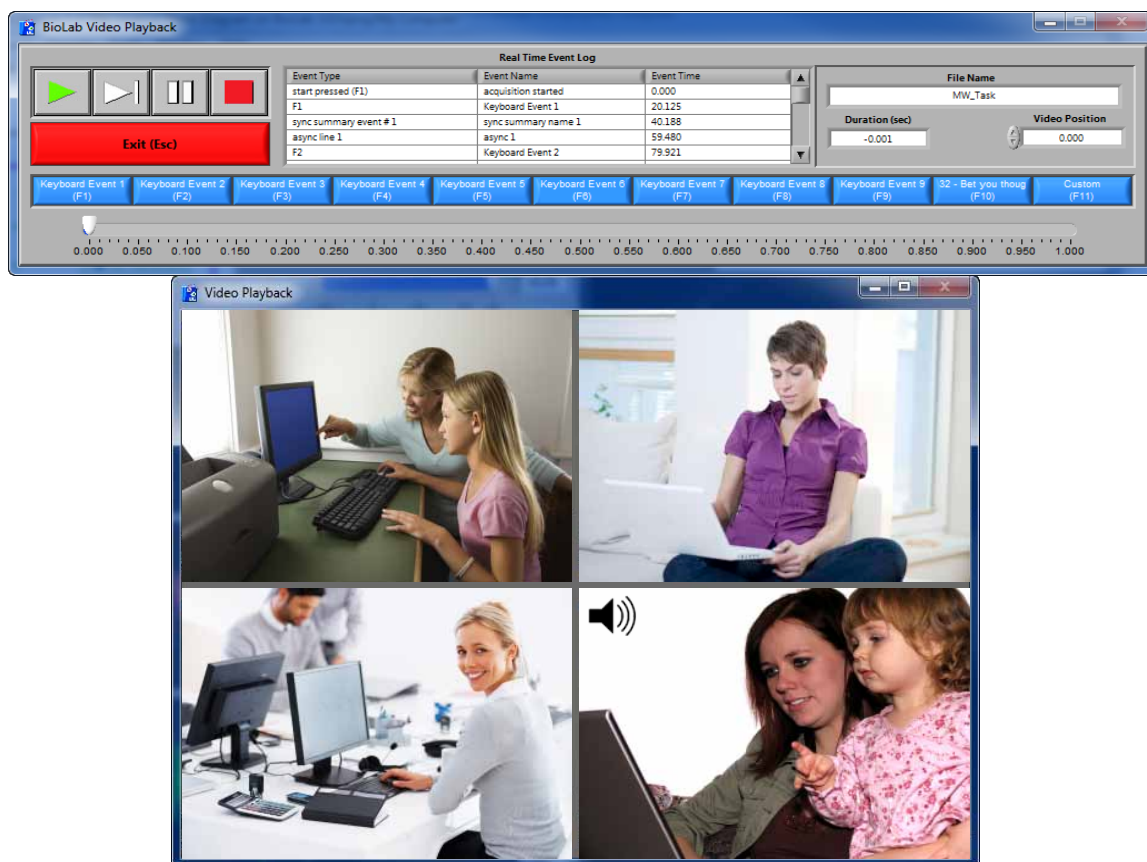 BioLab Video Playback
Real Time Event Log
Event Type Event Name Event Time
start pressed (F1) acquisition started 0.000
F1 Keyboard Event 1 20.125
sync summary event # 1 sync summary name 1 40.188
async line 1 async 1 59.480
F2 Keyboard Event 2 79.921
Exit (Esc)
File Name
MW_Task
Duration (sec) Video Position
-0.001 0.000
Keyboard Event 1 Keyboard Event 2 Keyboard Event 3 Keyboard Event 4 Keyboard Event 5 Keyboard Event 6 Keyboard Event 7 Keyboard Event 8 Keyboard Event 9 32 - Bet you thoug Custom
(F1) (F2) (F3) (F4) (F5) (F6) (F7) (F8) (F9) (F10) (F11)
0.000 0.050 0.100 0.150 0.200 0.250 0.300 0.350 0.400 0.450 0.500 0.550 0.600 0.650 0.700 0.750 0.800 0.850 0.900 0.950 1.000
Video Playback